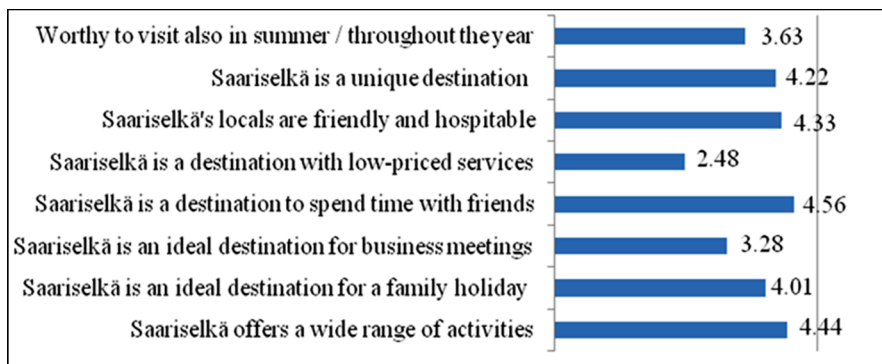 Worthy to visit also in summer / throughout the year 3.63
Saariselkä is a unique destination 4.22
Saariselkä's locals are friendly and hospitable 4.33
Saariselkä is a destination with low-priced services 2.48
Saariselkä is a destination to spend time with friends 4.56
Saariselkä is an ideal destination for business meetings 3.28
Saariselkä is an ideal destination for a family holiday 4.01
Saariselkä offers a wide range of activities 4.44